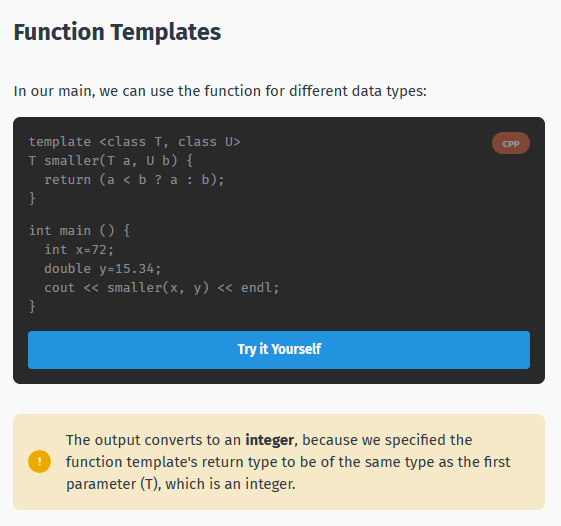 Function Templates
In our main, we can use the function for different data types:
CPP
template <class T, class U>
T smaller(T a, U b) {
  return (a < b ? a : b);
}
int main () {
  int x=72;
  double y=15.34;
  cout << smaller(x, y) << endl;
}
Try it Yourself
!
The output converts to an integer, because we specified the
function template's return type to be of the same type as the first
parameter (T), which is an integer.